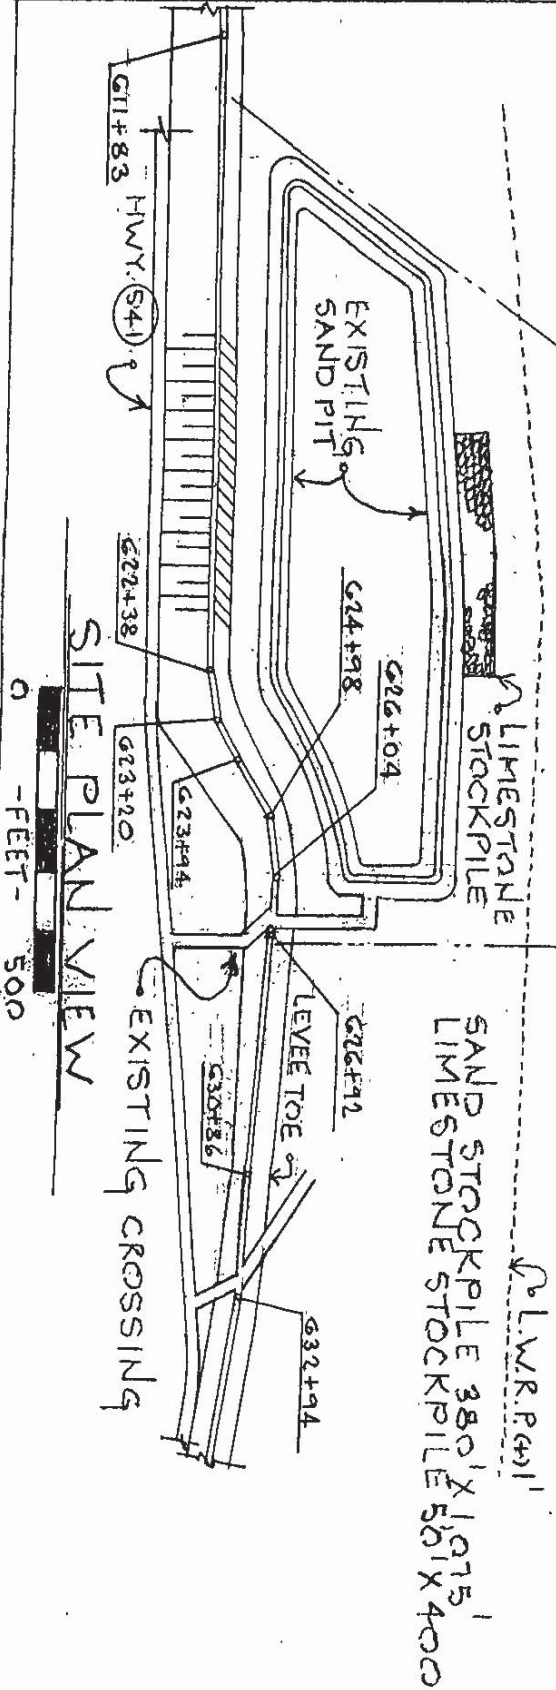 L.W.R.P.(+)1'
SAND STOCKPILE 380' X 1,075'
LIMESTONE STOCKPILE 50' X 400
LIMESTONE
STOCKPILE
EXISTING
SAND PIT
G24+98
G26+04
G26+92
LEVEE TOE
G32+94
G30+86
G11+83
HWY. 541
G22+38
G23+20
G23+94
EXISTING CROSSING
SITE PLAN VIEW
0 -FEET- 500